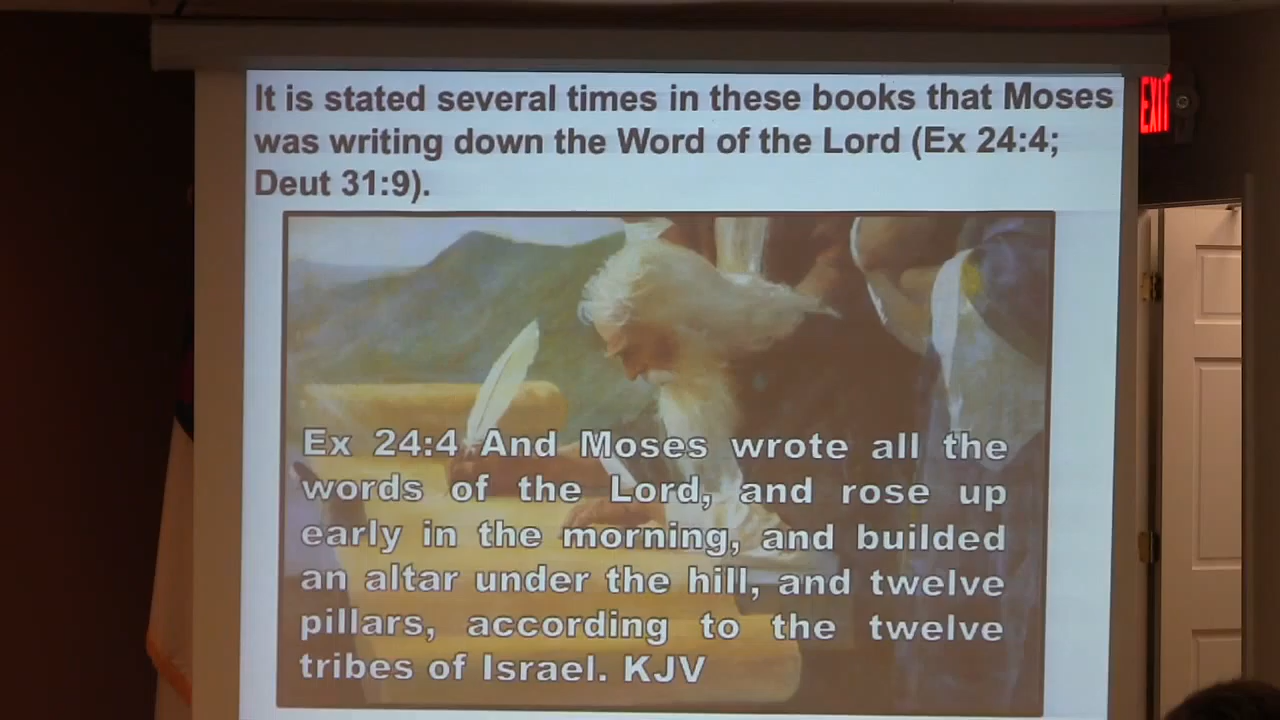 It is stated several times in these books that Moses
was writing down the Word of the Lord (Ex 24:4;
Deut 31:9).
EXIT
Ex 24:4 And Moses wrote all the
words of the Lord, and rose up
early in the morning, and builded
an altar under the hill, and twelve
pillars, according to the twelve
tribes of Israel. KJV